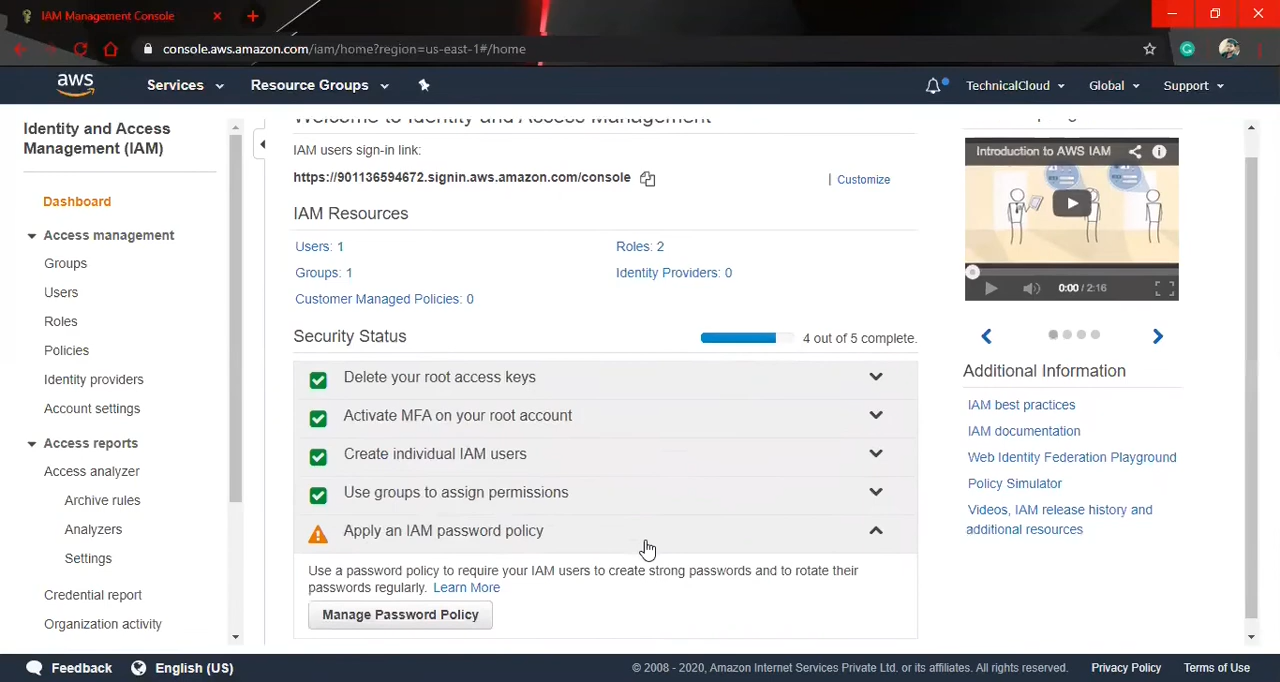 IAM Management Console
console.aws.amazon.com/iam/home?region=us-east-1#/home
aws
Services
Resource Groups
TechnicalCloud
Global
Support
Identity and Access
Management (IAM)
Dashboard
Access management
Groups
Users
Roles
Policies
Identity providers
Account settings
Access reports
Access analyzer
Archive rules
Analyzers
Settings
Credential report
Organization activity
Welcome to Identity and Access Management
IAM users sign-in link:
https://901136594672.signin.aws.amazon.com/console
| Customize
IAM Resources
Users: 1
Roles: 2
Groups: 1
Identity Providers: 0
Customer Managed Policies: 0
Security Status
4 out of 5 complete.
Delete your root access keys
Activate MFA on your root account
Create individual IAM users
Use groups to assign permissions
Apply an IAM password policy
Use a password policy to require your IAM users to create strong passwords and to rotate their
passwords regularly. Learn More
Manage Password Policy
Introduction to AWS IAM
0:00 / 2:16
Additional Information
IAM best practices
IAM documentation
Web Identity Federation Playground
Policy Simulator
Videos, IAM release history and
additional resources
Feedback
English (US)
© 2008 - 2020, Amazon Internet Services Private Ltd. or its affiliates. All rights reserved.
Privacy Policy
Terms of Use